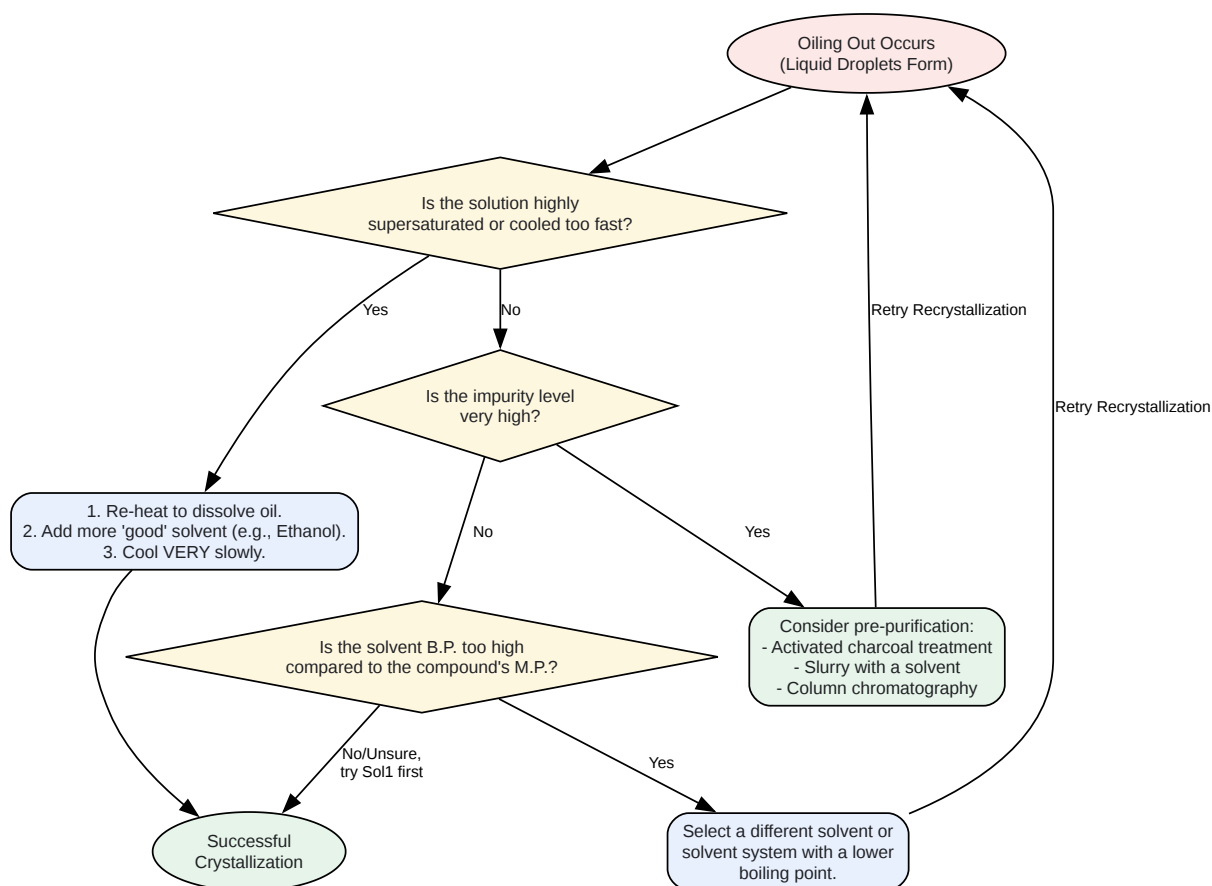 Oiling Out Occurs
(Liquid Droplets Form)
Is the solution highly
supersaturated or cooled too fast?
Yes
No
Retry Recrystallization
Is the impurity level
very high?
Retry Recrystallization
1. Re-heat to dissolve oil.
2. Add more 'good' solvent (e.g., Ethanol).
3. Cool VERY slowly.
No
Yes
Is the solvent B.P. too high
compared to the compound's M.P.?
Consider pre-purification:
- Activated charcoal treatment
- Slurry with a solvent
- Column chromatography
No/Unsure,
try Sol1 first
Yes
Successful
Crystallization
Select a different solvent or
solvent system with a lower
boiling point.